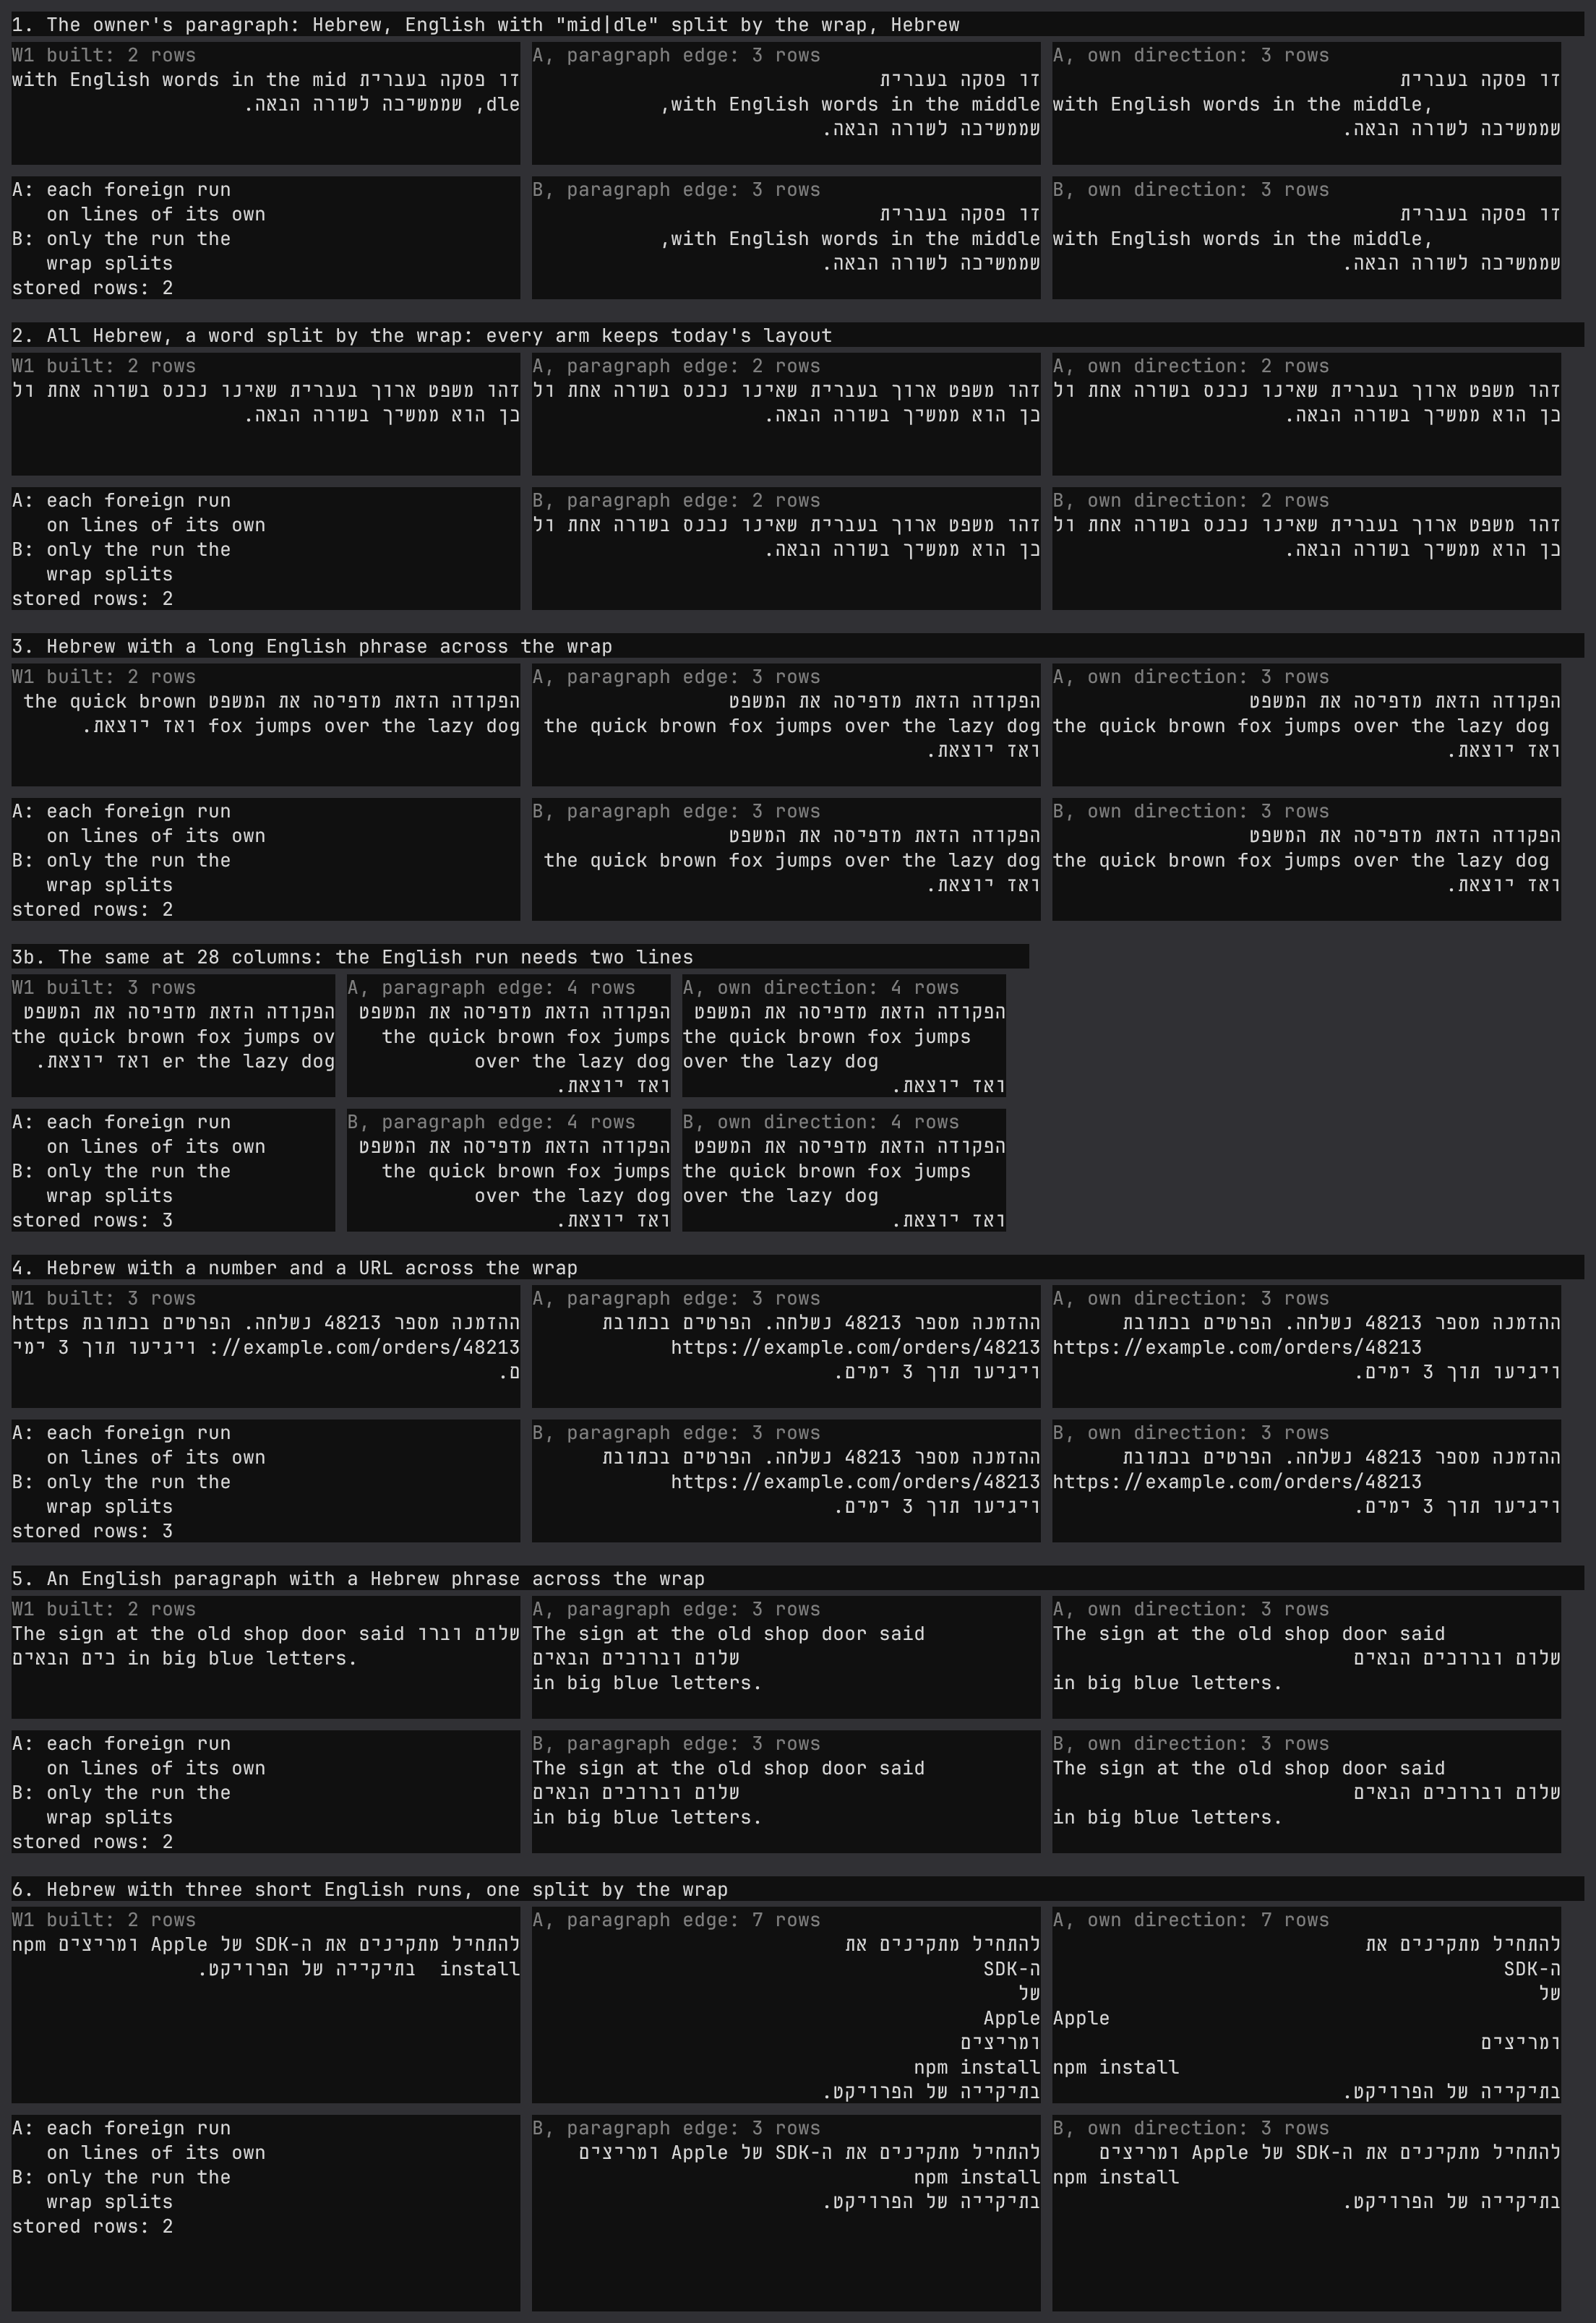 1. The owner's paragraph: Hebrew, English with "mid|dle" split by the wrap, Hebrew
W1 built: 2 rows
זו פסקה בעברית with English words in the mid
dle, שממשיכה לשורה הבאה.
A, paragraph edge: 3 rows
זו פסקה בעברית
with English words in the middle,
שממשיכה לשורה הבאה.
A, own direction: 3 rows
זו פסקה בעברית
with English words in the middle,
שממשיכה לשורה הבאה.
A: each foreign run
on lines of its own
B: only the run the
wrap splits
stored rows: 2
B, paragraph edge: 3 rows
זו פסקה בעברית
with English words in the middle,
שממשיכה לשורה הבאה.
B, own direction: 3 rows
זו פסקה בעברית
with English words in the middle,
שממשיכה לשורה הבאה.
2. All Hebrew, a word split by the wrap: every arm keeps today's layout
W1 built: 2 rows
זהו משפט ארוך בעברית שאינו נכנס בשורה אחת ול
כן הוא ממשיך בשורה הבאה.
A, paragraph edge: 2 rows
זהו משפט ארוך בעברית שאינו נכנס בשורה אחת ול
כן הוא ממשיך בשורה הבאה.
A, own direction: 2 rows
זהו משפט ארוך בעברית שאינו נכנס בשורה אחת ול
כן הוא ממשיך בשורה הבאה.
A: each foreign run
on lines of its own
B: only the run the
wrap splits
stored rows: 2
B, paragraph edge: 2 rows
זהו משפט ארוך בעברית שאינו נכנס בשורה אחת ול
כן הוא ממשיך בשורה הבאה.
B, own direction: 2 rows
זהו משפט ארוך בעברית שאינו נכנס בשורה אחת ול
כן הוא ממשיך בשורה הבאה.
3. Hebrew with a long English phrase across the wrap
W1 built: 2 rows
הפקודה הזאת מדפיסה את המשפט the quick brown
fox jumps over the lazy dog ואז יוצאת.
A, paragraph edge: 3 rows
הפקודה הזאת מדפיסה את המשפט
the quick brown fox jumps over the lazy dog
ואז יוצאת.
A, own direction: 3 rows
הפקודה הזאת מדפיסה את המשפט
the quick brown fox jumps over the lazy dog
ואז יוצאת.
A: each foreign run
on lines of its own
B: only the run the
wrap splits
stored rows: 2
B, paragraph edge: 3 rows
הפקודה הזאת מדפיסה את המשפט
the quick brown fox jumps over the lazy dog
ואז יוצאת.
B, own direction: 3 rows
הפקודה הזאת מדפיסה את המשפט
the quick brown fox jumps over the lazy dog
ואז יוצאת.
3b. The same at 28 columns: the English run needs two lines
W1 built: 3 rows
הפקודה הזאת מדפיסה את המשפט
the quick brown fox jumps ov
er the lazy dog ואז יוצאת.
A, paragraph edge: 4 rows
הפקודה הזאת מדפיסה את המשפט
the quick brown fox jumps
over the lazy dog
ואז יוצאת.
A, own direction: 4 rows
הפקודה הזאת מדפיסה את המשפט
the quick brown fox jumps
over the lazy dog
ואז יוצאת.
A: each foreign run
on lines of its own
B: only the run the
wrap splits
stored rows: 3
B, paragraph edge: 4 rows
הפקודה הזאת מדפיסה את המשפט
the quick brown fox jumps
over the lazy dog
ואז יוצאת.
B, own direction: 4 rows
הפקודה הזאת מדפיסה את המשפט
the quick brown fox jumps
over the lazy dog
ואז יוצאת.
4. Hebrew with a number and a URL across the wrap
W1 built: 3 rows
ההזמנה מספר 48213 נשלחה. הפרטים בכתובת https
://example.com/orders/48213 ויגיעו תוך 3 ימי
ם.
A, paragraph edge: 3 rows
ההזמנה מספר 48213 נשלחה. הפרטים בכתובת
https://example.com/orders/48213
ויגיעו תוך 3 ימים.
A, own direction: 3 rows
ההזמנה מספר 48213 נשלחה. הפרטים בכתובת
https://example.com/orders/48213
ויגיעו תוך 3 ימים.
A: each foreign run
on lines of its own
B: only the run the
wrap splits
stored rows: 3
B, paragraph edge: 3 rows
ההזמנה מספר 48213 נשלחה. הפרטים בכתובת
https://example.com/orders/48213
ויגיעו תוך 3 ימים.
B, own direction: 3 rows
ההזמנה מספר 48213 נשלחה. הפרטים בכתובת
https://example.com/orders/48213
ויגיעו תוך 3 ימים.
5. An English paragraph with a Hebrew phrase across the wrap
W1 built: 2 rows
The sign at the old shop door said שלום וברו
כים הבאים in big blue letters.
A, paragraph edge: 3 rows
The sign at the old shop door said
שלום וברוכים הבאים
in big blue letters.
A, own direction: 3 rows
The sign at the old shop door said
שלום וברוכים הבאים
in big blue letters.
A: each foreign run
on lines of its own
B: only the run the
wrap splits
stored rows: 2
B, paragraph edge: 3 rows
The sign at the old shop door said
שלום וברוכים הבאים
in big blue letters.
B, own direction: 3 rows
The sign at the old shop door said
שלום וברוכים הבאים
in big blue letters.
6. Hebrew with three short English runs, one split by the wrap
W1 built: 2 rows
להתחיל מתקינים את ה-SDK של Apple ומריצים npm
install בתיקייה של הפרויקט.
A, paragraph edge: 7 rows
להתחיל מתקינים את
ה-SDK
של
Apple
ומריצים
npm install
בתיקייה של הפרויקט.
A, own direction: 7 rows
להתחיל מתקינים את
ה-SDK
של
Apple
ומריצים
npm install
בתיקייה של הפרויקט.
A: each foreign run
on lines of its own
B: only the run the
wrap splits
stored rows: 2
B, paragraph edge: 3 rows
להתחיל מתקינים את ה-SDK של Apple ומריצים
npm install
בתיקייה של הפרויקט.
B, own direction: 3 rows
להתחיל מתקינים את ה-SDK של Apple ומריצים
npm install
בתיקייה של הפרויקט.